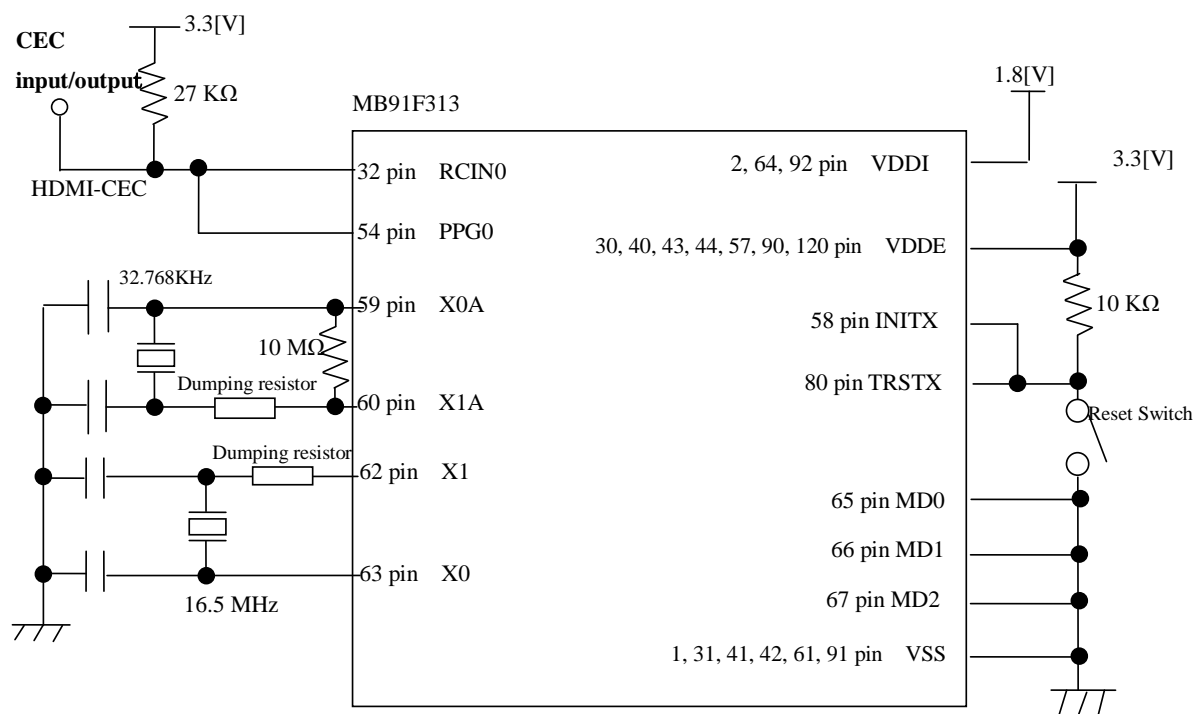 3.3[V]
CEC
input/output
27 KΩ
HDMI-CEC
MB91F313
32 pin RCIN0
54 pin PPG0
32.768KHz
59 pin X0A
10 MΩ
Dumping resistor
60 pin X1A
Dumping resistor
62 pin X1
63 pin X0
16.5 MHz
1.8[V]
2, 64, 92 pin VDDI
3.3[V]
30, 40, 43, 44, 57, 90, 120 pin VDDE
10 KΩ
58 pin INITX
80 pin TRSTX
Reset Switch
65 pin MD0
66 pin MD1
67 pin MD2
1, 31, 41, 42, 61, 91 pin VSS